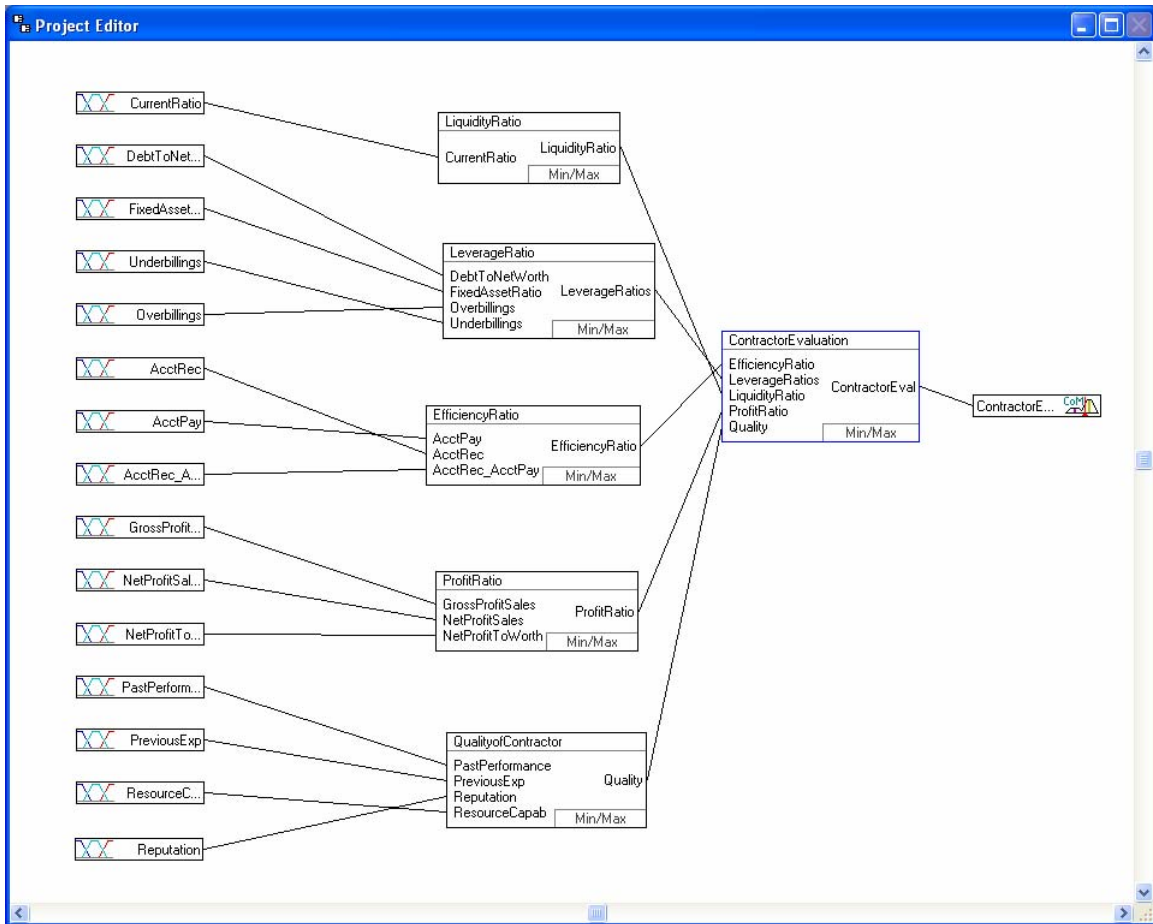 Project Editor
CurrentRatio
DebtToNet...
FixedAsset...
Underbillings
Overbillings
AcctRec
AcctPay
AcctRec_A...
GrossProfit...
NetProfitSal...
NetProfitTo...
PastPerform...
PreviousExp
ResourceC...
Reputation
LiquidityRatio
CurrentRatio LiquidityRatio
Min/Max
LeverageRatio
DebtToNetWorth
FixedAssetRatio LeverageRatios
Overbillings
Underbillings Min/Max
EfficiencyRatio
AcctPay
AcctRec EfficiencyRatio
AcctRec_AcctPay Min/Max
ProfitRatio
GrossProfitSales ProfitRatio
NetProfitSales
NetProfitToWorth Min/Max
QualityofContractor
PastPerformance
PreviousExp Quality
Reputation
ResourceCapab Min/Max
ContractorEvaluation
EfficiencyRatio
LeverageRatios ContractorEval
LiquidityRatio
ProfitRatio
Quality Min/Max
ContractorE... CoM